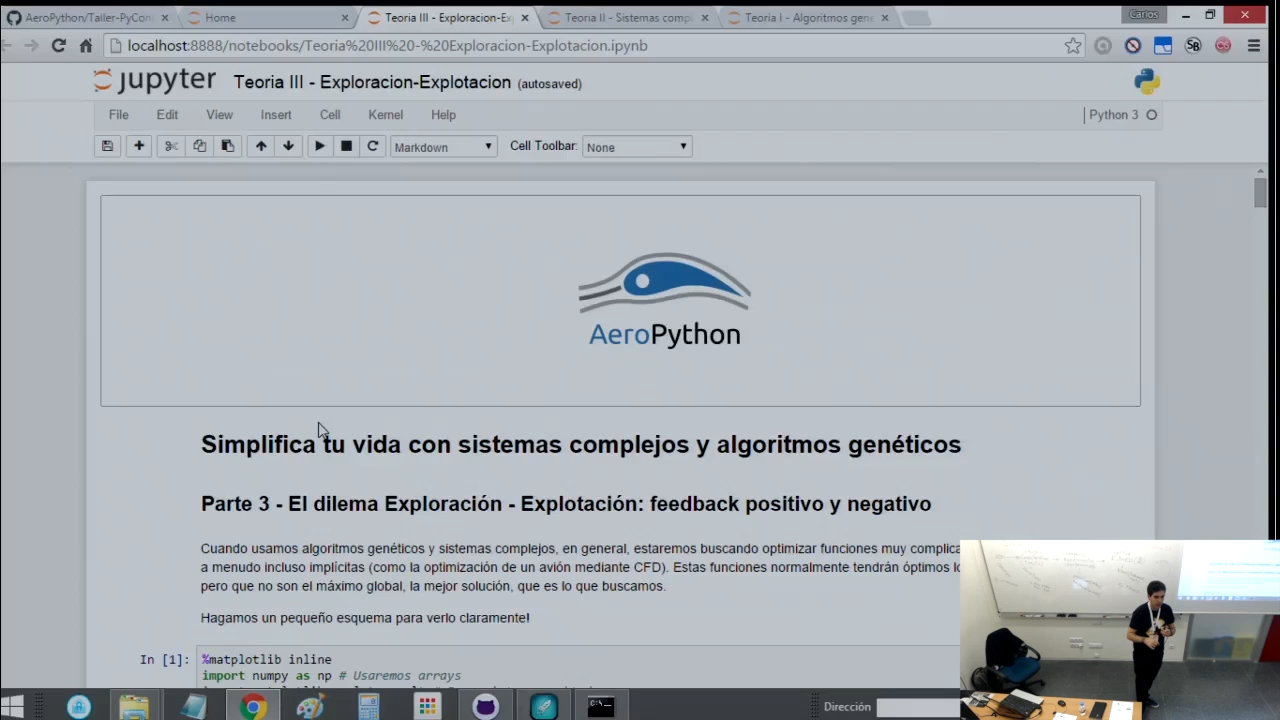 AeroPython/Taller-PyCon
Home
Teoria III - Exploracion-Exp
Teoria II - Sistemas compl
Teoria I - Algoritmos gen
Carlos
localhost:8888/notebooks/Teoria%20III%20-%20Exploracion-Explotacion.ipynb
jupyter
Teoria III - Exploracion-Explotacion (autosaved)
File Edit View Insert Cell Kernel Help
Python 3
Markdown
Cell Toolbar:
None
AeroPython
Simplifica tu vida con sistemas complejos y algoritmos genéticos
Parte 3 - El dilema Exploración - Explotación: feedback positivo y negativo
Cuando usamos algoritmos genéticos y sistemas complejos, en general, estaremos buscando optimizar funciones muy complica
a menudo incluso implícitas (como la optimización de un avión mediante CFD). Estas funciones normalmente tendrán óptimos lo
pero que no son el máximo global, la mejor solución, que es lo que buscamos.
Hagamos un pequeño esquema para verlo claramente!
In [1]:
%matplotlib inline
import numpy as np # Usaremos arrays
Dirección